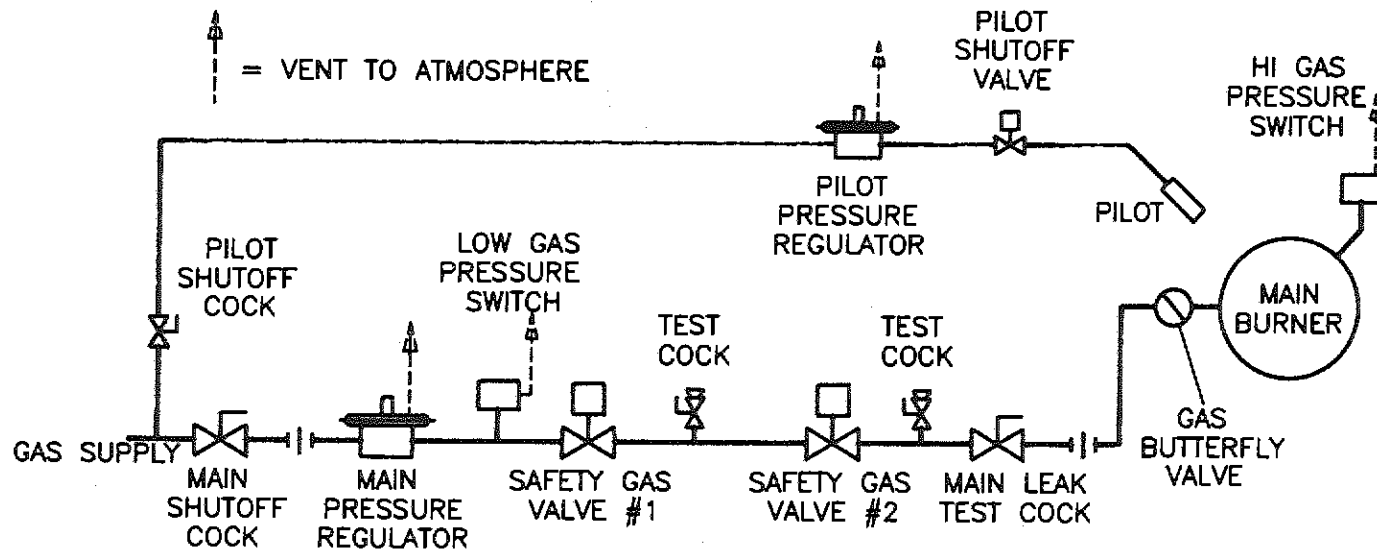 = VENT TO ATMOSPHERE
PILOT
SHUTOFF
VALVE
HI GAS
PRESSURE
SWITCH
PILOT
PRESSURE
REGULATOR
PILOT
PILOT
SHUTOFF
COCK
LOW GAS
PRESSURE
SWITCH
TEST
COCK
TEST
COCK
MAIN
BURNER
GAS SUPPLY
MAIN
SHUTOFF
COCK
MAIN
PRESSURE
REGULATOR
SAFETY GAS
VALVE #1
SAFETY GAS
VALVE #2
MAIN LEAK
TEST COCK
GAS
BUTTERFLY
VALVE